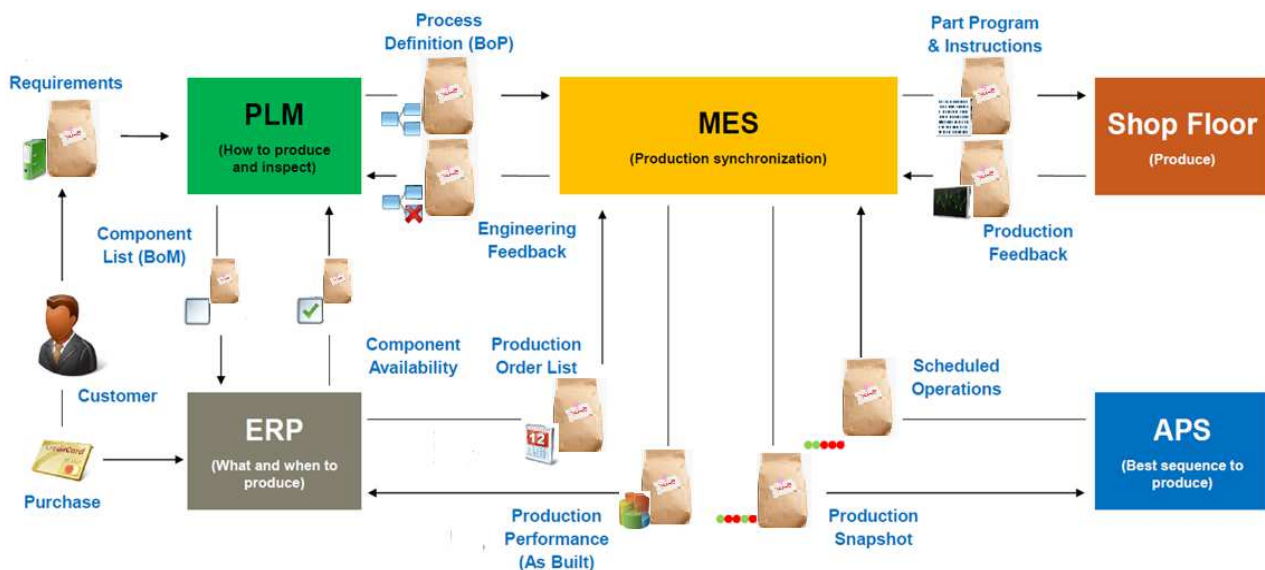 Process
Definition (BoP)
Part Program
& Instructions
Requirements
PLM
(How to produce
and inspect)
MES
(Production synchronization)
Shop Floor
(Produce)
Component
List (BoM)
Engineering
Feedback
Production
Feedback
Component
Availability
Production
Order List
Scheduled
Operations
Customer
ERP
(What and when to
produce)
12
APS
(Best sequence to
produce)
Purchase
Production
Performance
(As Built)
Production
Snapshot